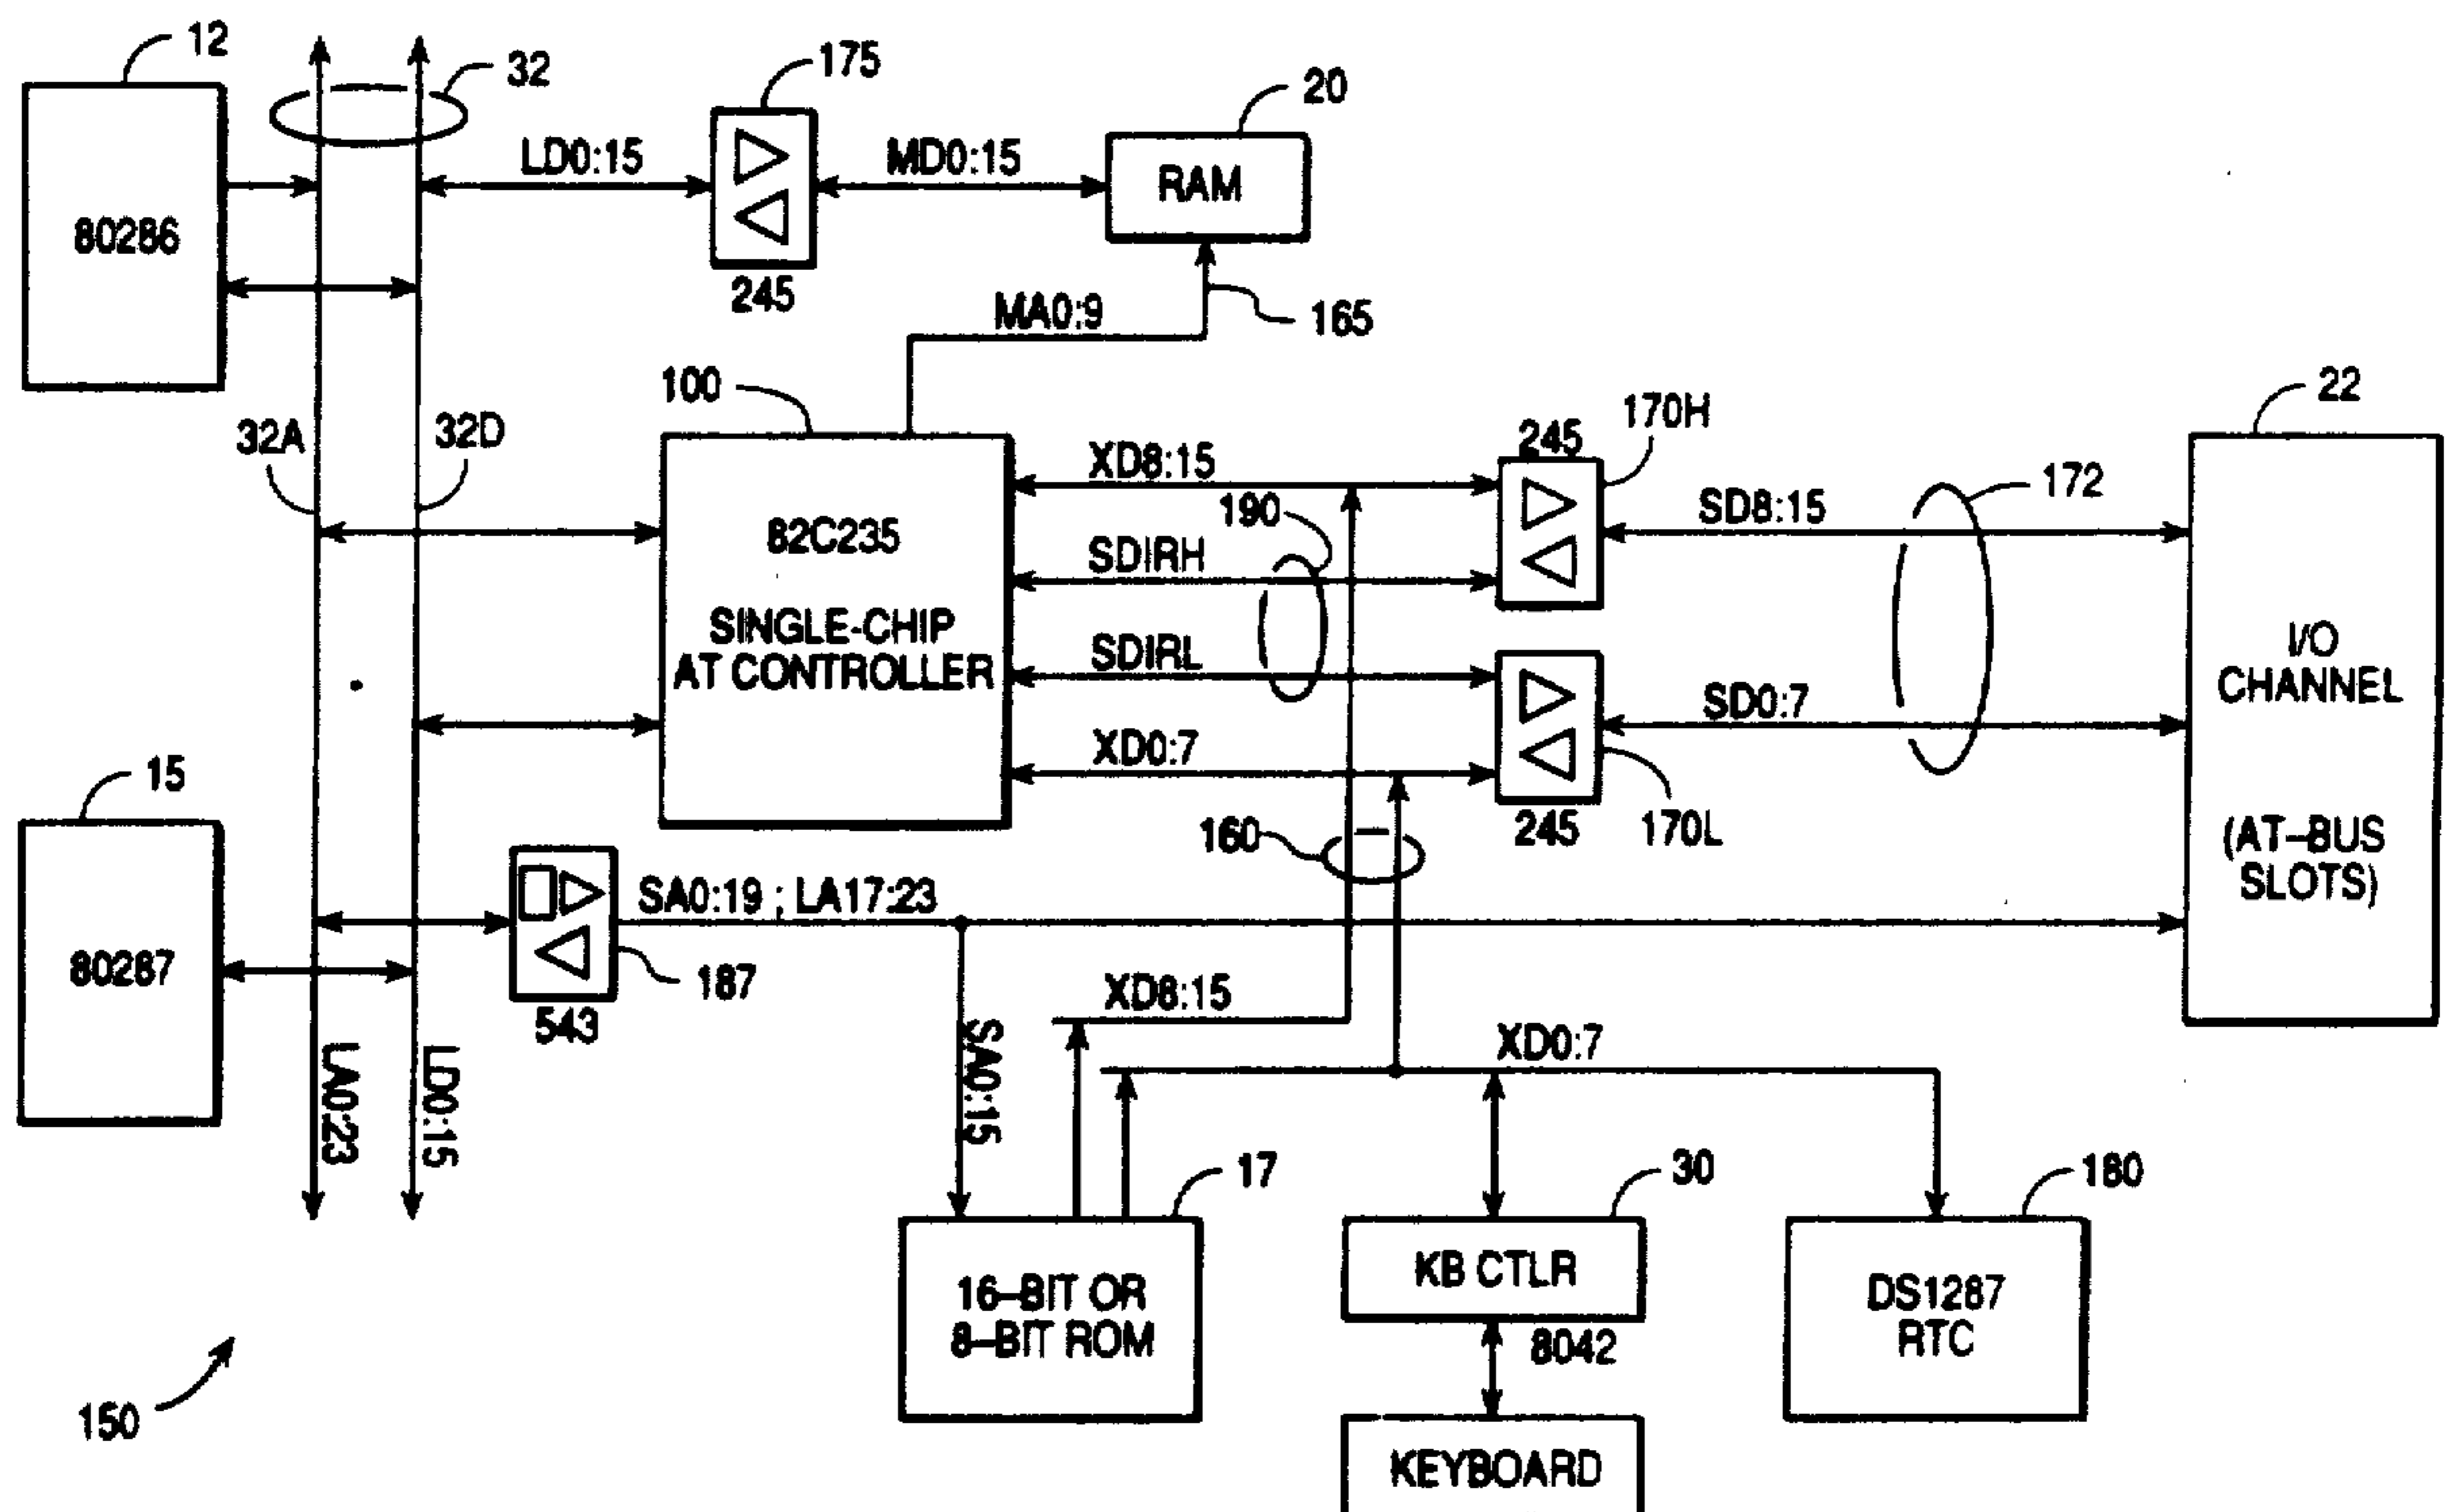 12
32
175
20
LD0:15
MD0:15
RAM
80286
245
MA0:9
165
100
170H
22
32A
32D
245
XD8:15
172
190
SD8:15
82C235
SDIRH
SINGLE-CHIP
AT CONTROLLER
I/O
CHANNEL
SDIRL
SD0:7
XD0:7
15
160
245
170L
(AT-BUS
SLOTS)
SA0:19 ; LA17:23
80287
187
XD8:15
543
SA0:15
XD0:7
LA0:23
LD0:15
17
30
180
16-BIT OR
8-BIT ROM
KB CTLR
DS1287
RTC
8042
150
KEYBOARD